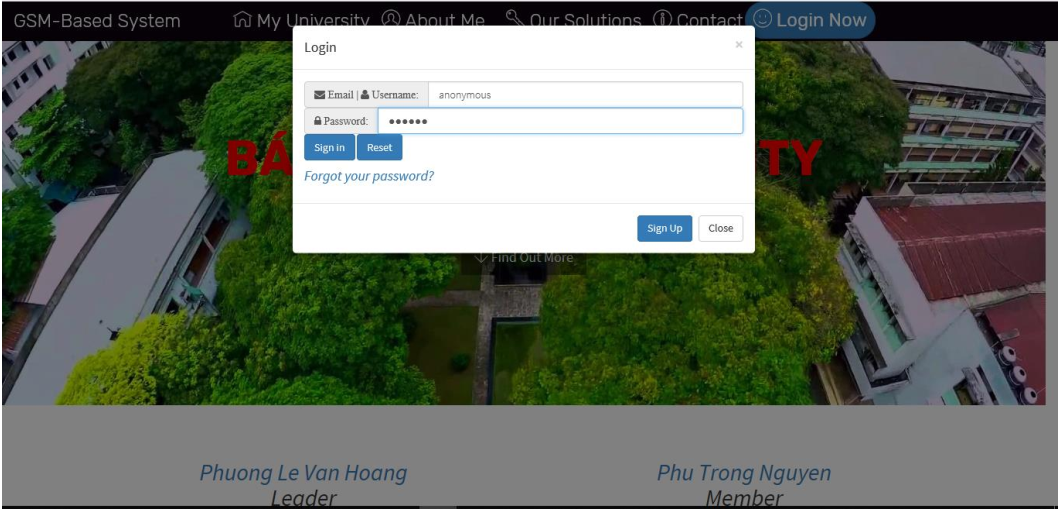 GSM-Based System My University About Me Our Solutions Contact Login Now
Login ×
Email | Username: anonymous
Password: ••••••
BÁ TY
Sign in Reset
Forgot your password?
Sign Up Close
Find Out More
Phuong Le Van Hoang Phu Trong Nguyen
Leader Member